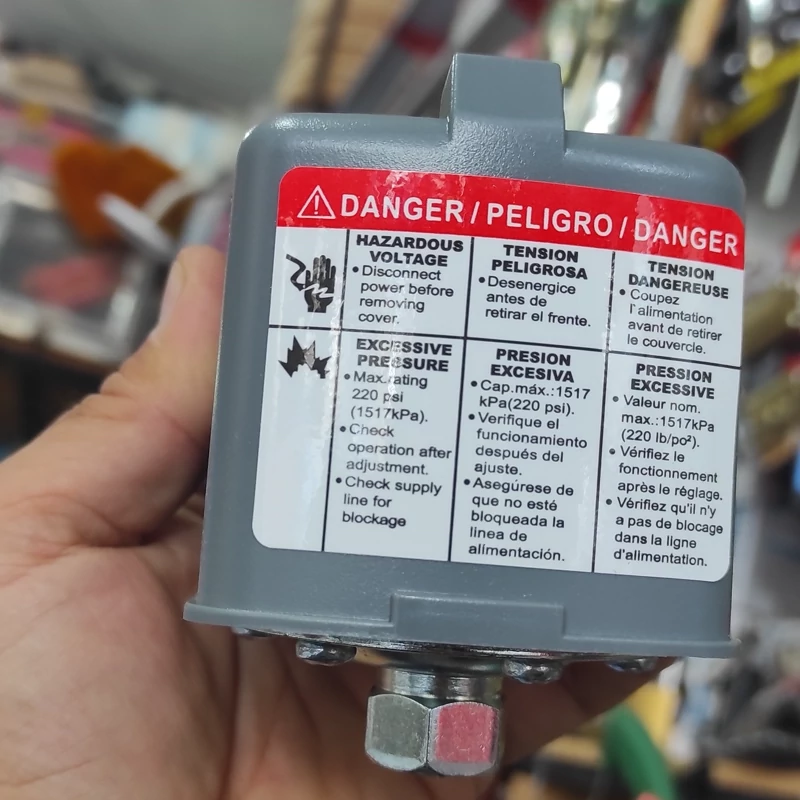 DANGER / PELIGRO / DANGER
HAZARDOUS
VOLTAGE
• Disconnect
power before
removing
cover.
TENSION
PELIGROSA
• Desenergice
antes de
retirar el frente.
TENSION
DANGEREUSE
• Coupez
l'alimentation
avant de retirer
le couvercle.
EXCESSIVE
PRESSURE
• Max.rating
220 psi
(1517kPa).
• Check
operation after
adjustment.
• Check supply
line for
blockage
PRESION
EXCESIVA
• Cap.máx.:1517
kPa(220 psi).
• Verifique el
funcionamiento
después del
ajuste.
• Asegúrese de
que no esté
bloqueada la
linea de
alimentación.
PRESSION
EXCESSIVE
• Valeur nom.
max.:1517kPa
(220 lb/po²).
• Vérifiez le
fonctionnement
après le réglage.
• Vérifiez qu'il n'y
a pas de blocage
dans la ligne
d'alimentation.